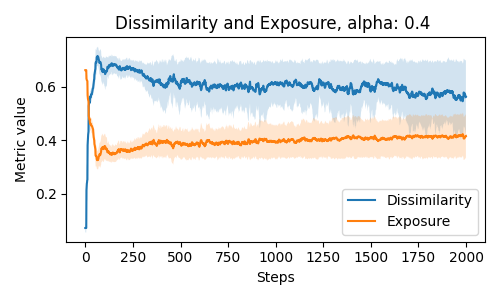 Dissimilarity and Exposure, alpha: 0.4
Metric value
0.6
0.4
0.2
Dissimilarity
Exposure
0 250 500 750 1000 1250 1500 1750 2000
Steps